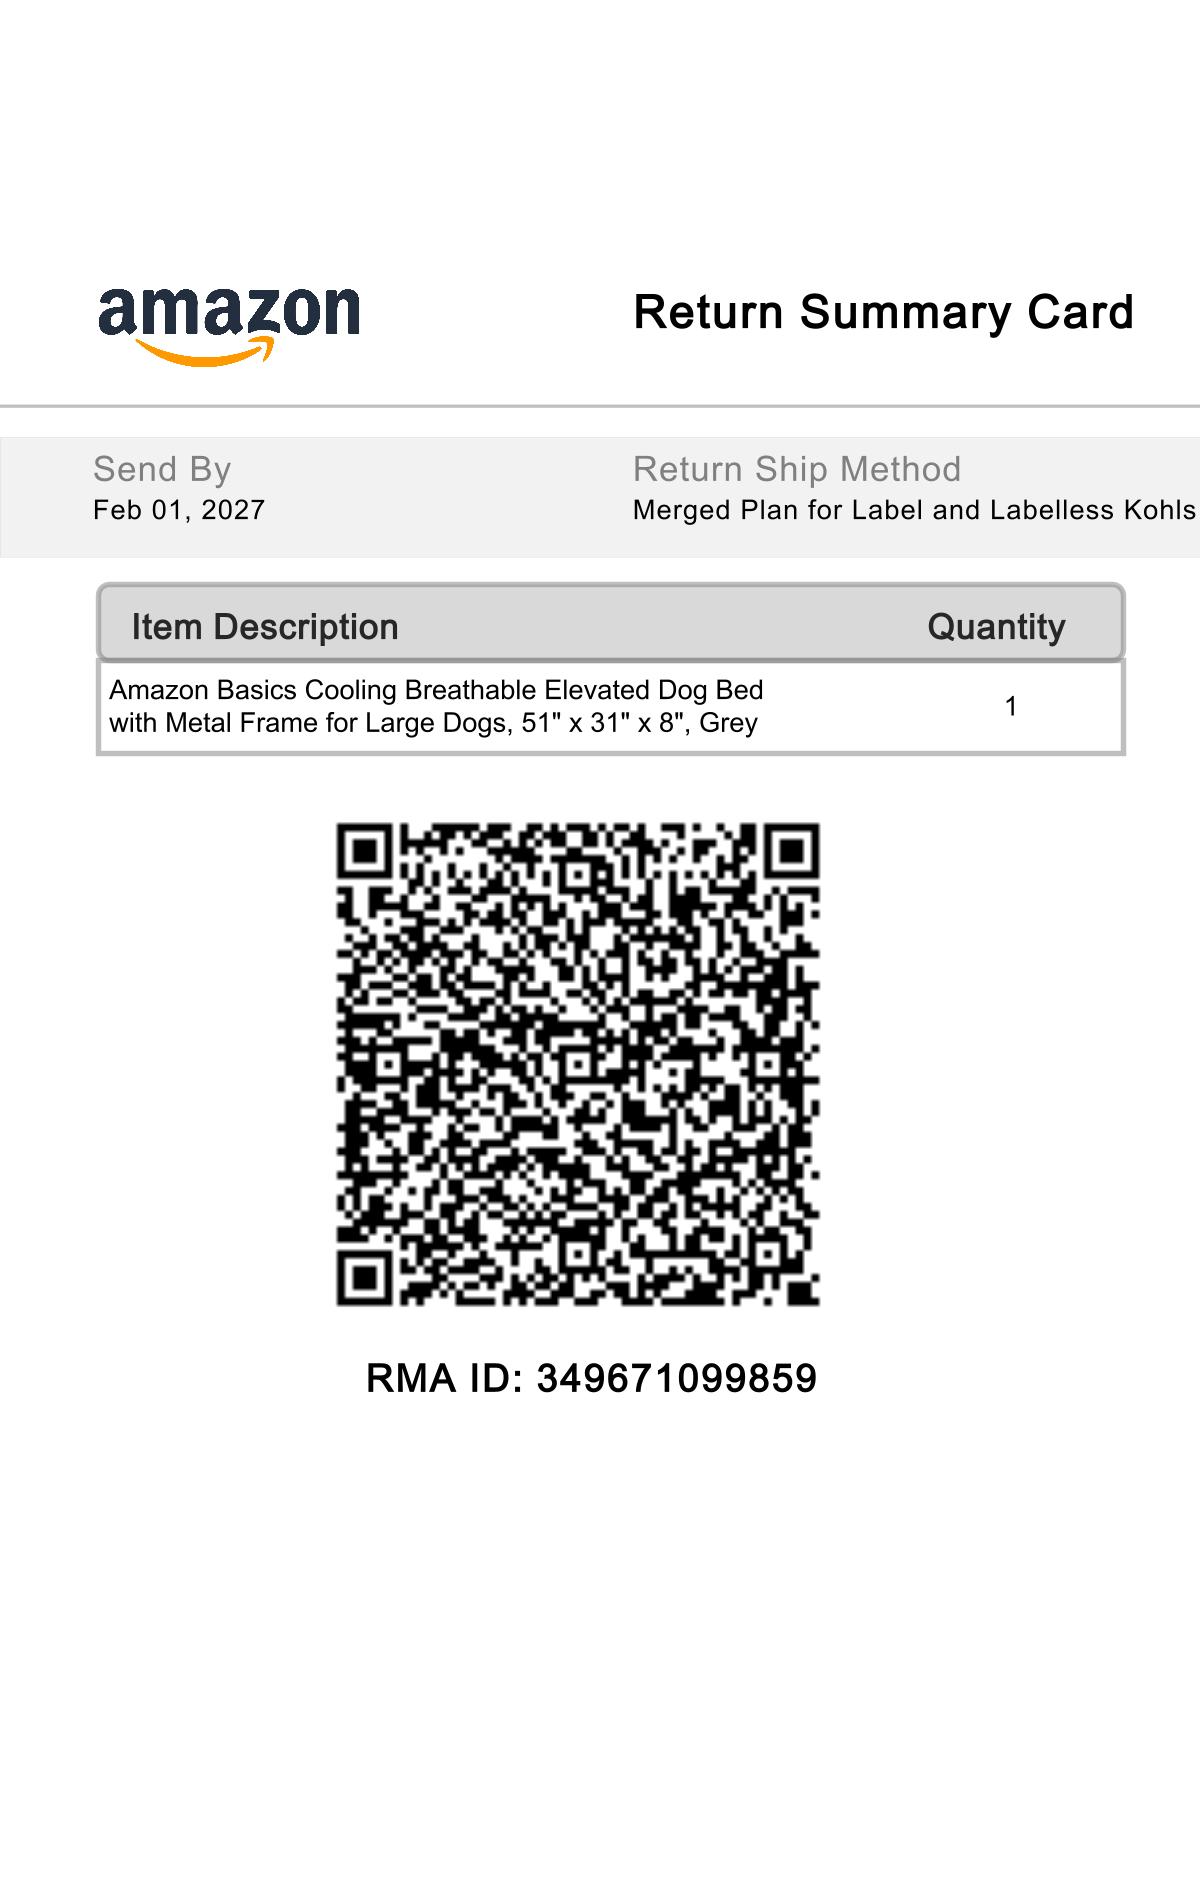 amazon
Return Summary Card
Send By
Return Ship Method
Feb 01, 2027
Merged Plan for Label and Labelless Kohls
Item Description
Quantity
Amazon Basics Cooling Breathable Elevated Dog Bed
with Metal Frame for Large Dogs, 51" x 31" x 8", Grey
1
RMA ID: 349671099859